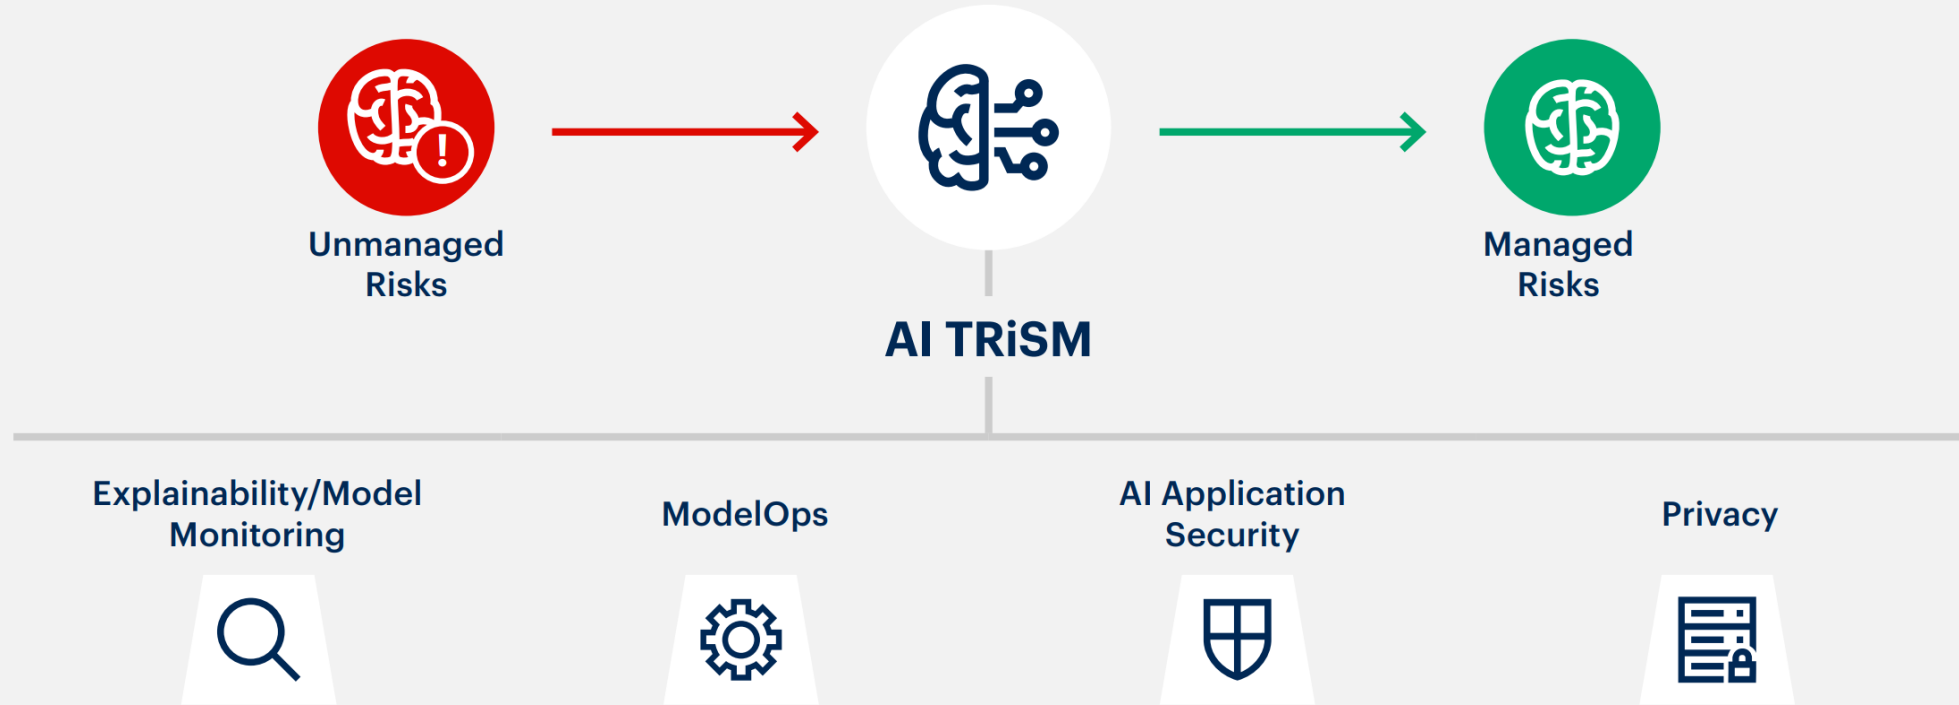 Unmanaged
Risks
Managed
Risks
AI TRiSM
Explainability/Model
Monitoring
ModelOps
AI Application
Security
Privacy